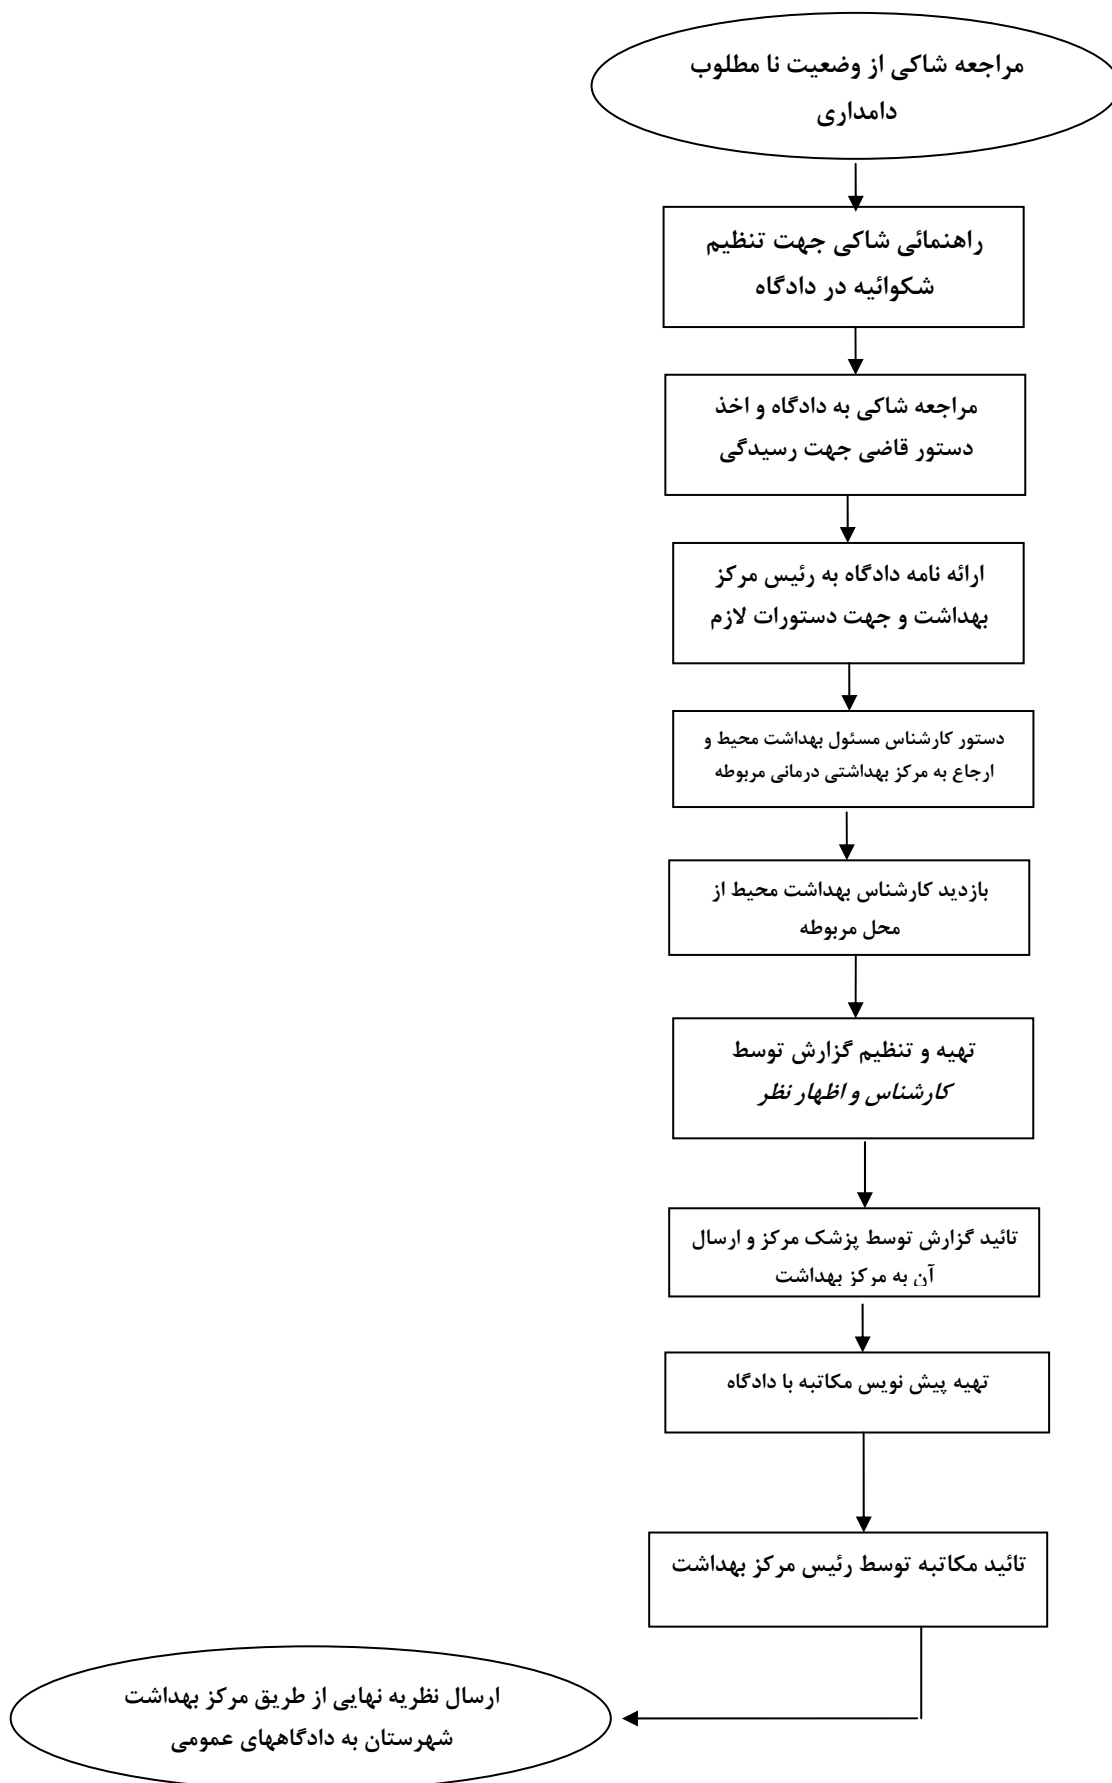 مراجعه شاکی از وضعیت نا مطلوب
دامداری
راهنمائی شاکی جهت تنظیم
شکوائیه در دادگاه
مراجعه شاکی به دادگاه و اخذ
دستور قاضی جهت رسیدگی
ارائه نامه دادگاه به رئیس مرکز
بهداشت و جهت دستورات لازم
دستور کارشناس مسئول بهداشت محیط و
ارجاع به مرکز بهداشتی درمانی مربوطه
بازدید کارشناس بهداشت محیط از
محل مربوطه
تهیه و تنظیم گزارش توسط
کارشناس و اظهار نظر
تائید گزارش توسط پزشک مرکز و ارسال
آن به مرکز بهداشت
تهیه پیش نویس مکاتبه با دادگاه
تائید مکاتبه توسط رئیس مرکز بهداشت
ارسال نظریه نهایی از طریق مرکز بهداشت
شهرستان به دادگاههای عمومی